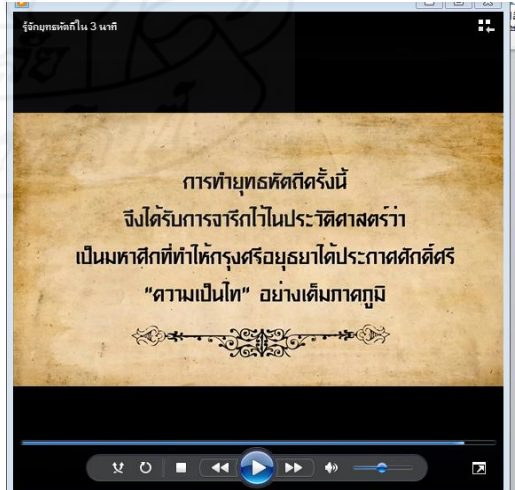 รู้จักยุทธหัตถีใน 3 นาที
การทำยุทธหัตถีครั้งนี้
จึงได้รับการจารึกไว้ในประวัติศาสตร์ว่า
เป็นมหาศึกที่ทำให้กรุงศรีอยุธยาได้ประกาศศักดิ์ศรี
“ความเป็นไท” อย่างเต็มภาคภูมิ